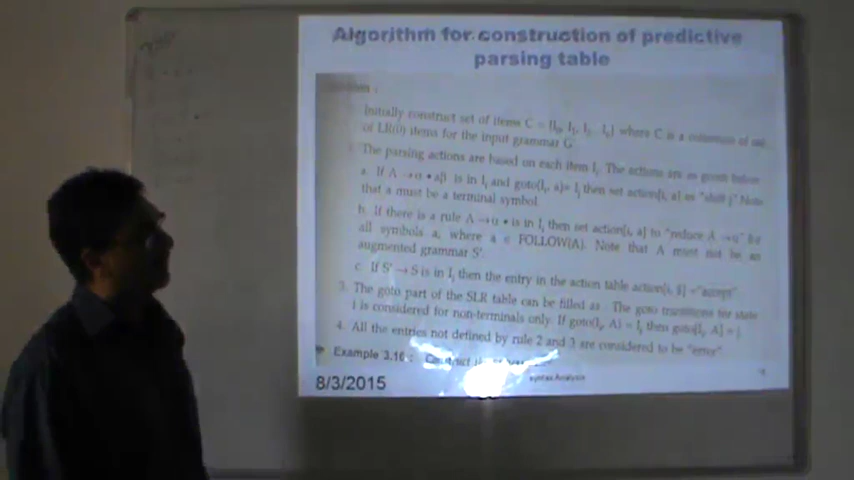 Algorithm for construction of predictive
parsing table
Initially construct set of items C = {I₀, I₁, I₂ ... Iₙ} where C is a collection of set
of LR(0) items for the input grammar G'
The parsing actions are based on each item Iᵢ. The actions are as given below
a. If A → α • aβ is in Iᵢ and goto(Iᵢ, a) = Iⱼ then set action[i, a] as "shift j" Note
that a must be a terminal symbol.
b. If there is a rule A → α • is in Iᵢ then set action[i, a] to "reduce A → α" for
all symbols a, where a ∈ FOLLOW(A). Note that A must not be an
augmented grammar S'
c. If S' → S is in Iᵢ then the entry in the action table action[i, $] = "accept"
3. The goto part of the SLR table can be filled as The goto transitions for state
i is considered for non-terminals only. If goto(Iᵢ, A) = Iⱼ then goto[Iᵢ, A] = j
4. All the entries not defined by rule 2 and 3 are considered to be "error"
Example 3.16 : Construct
8/3/2015
Syntax Analysis